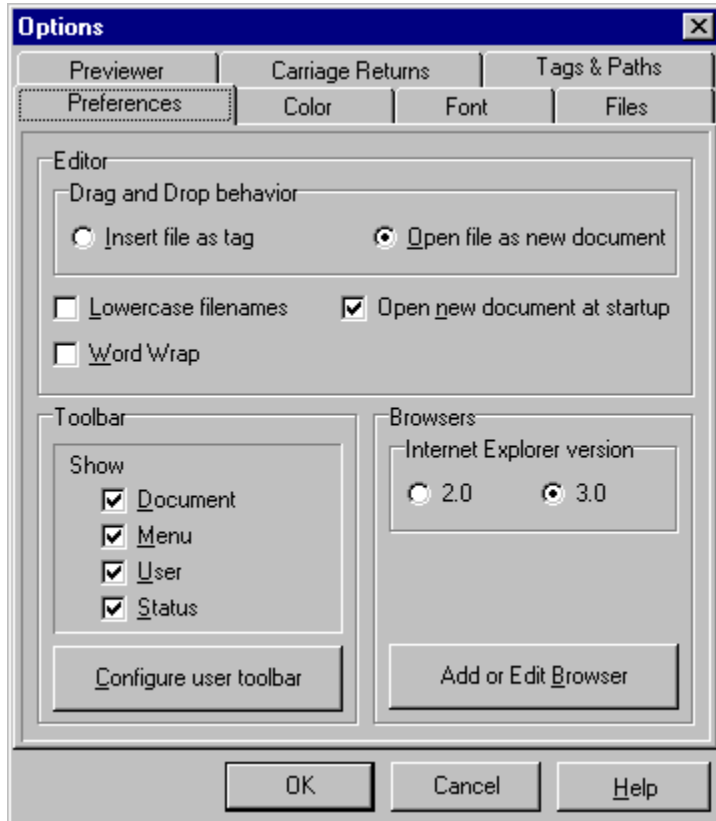 Options
Previewer Carriage Returns Tags & Paths
Preferences Color Font Files
Editor
Drag and Drop behavior
Insert file as tag Open file as new document
Lowercase filenames Open new document at startup
Word Wrap
Toolbar
Show
Document
Menu
User
Status
Configure user toolbar
Browsers
Internet Explorer version
2.0 3.0
Add or Edit Browser
OK Cancel Help